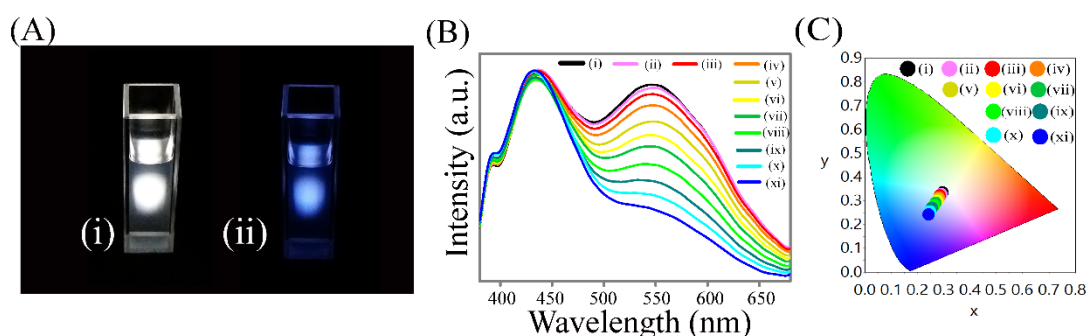 (A)
(i)
(ii)
(B)
(i) (ii) (iii) (iv)
(v)
(vi)
(vii)
(viii)
(ix)
(x)
(xi)
Intensity (a.u.)
400 450 500 550 600 650
Wavelength (nm)
(C)
(i) (ii) (iii) (iv)
(v) (vi) (vii)
(viii) (ix)
(x) (xi)
0.9
0.8
0.7
0.6
0.5
y
0.4
0.3
0.2
0.1
0.0
0.0 0.1 0.2 0.3 0.4 0.5 0.6 0.7 0.8
x